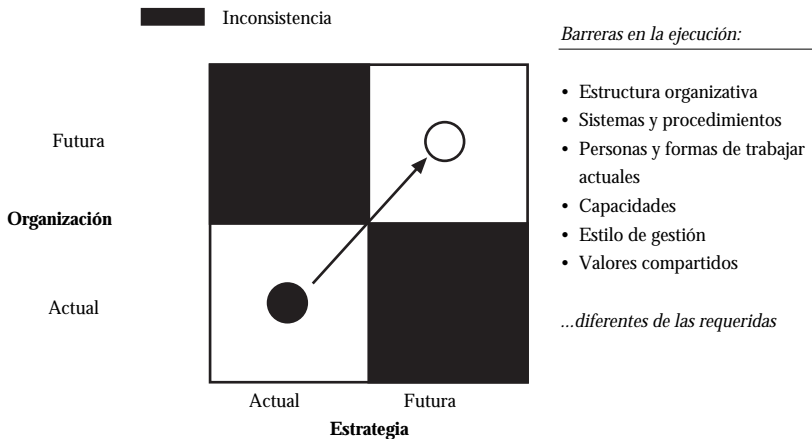 Inconsistencia
Barreras en la ejecución:
• Estructura organizativa
• Sistemas y procedimientos
• Personas y formas de trabajar
actuales
• Capacidades
• Estilo de gestión
• Valores compartidos
...diferentes de las requeridas
Futura
Organización
Actual
Actual Futura
Estrategia